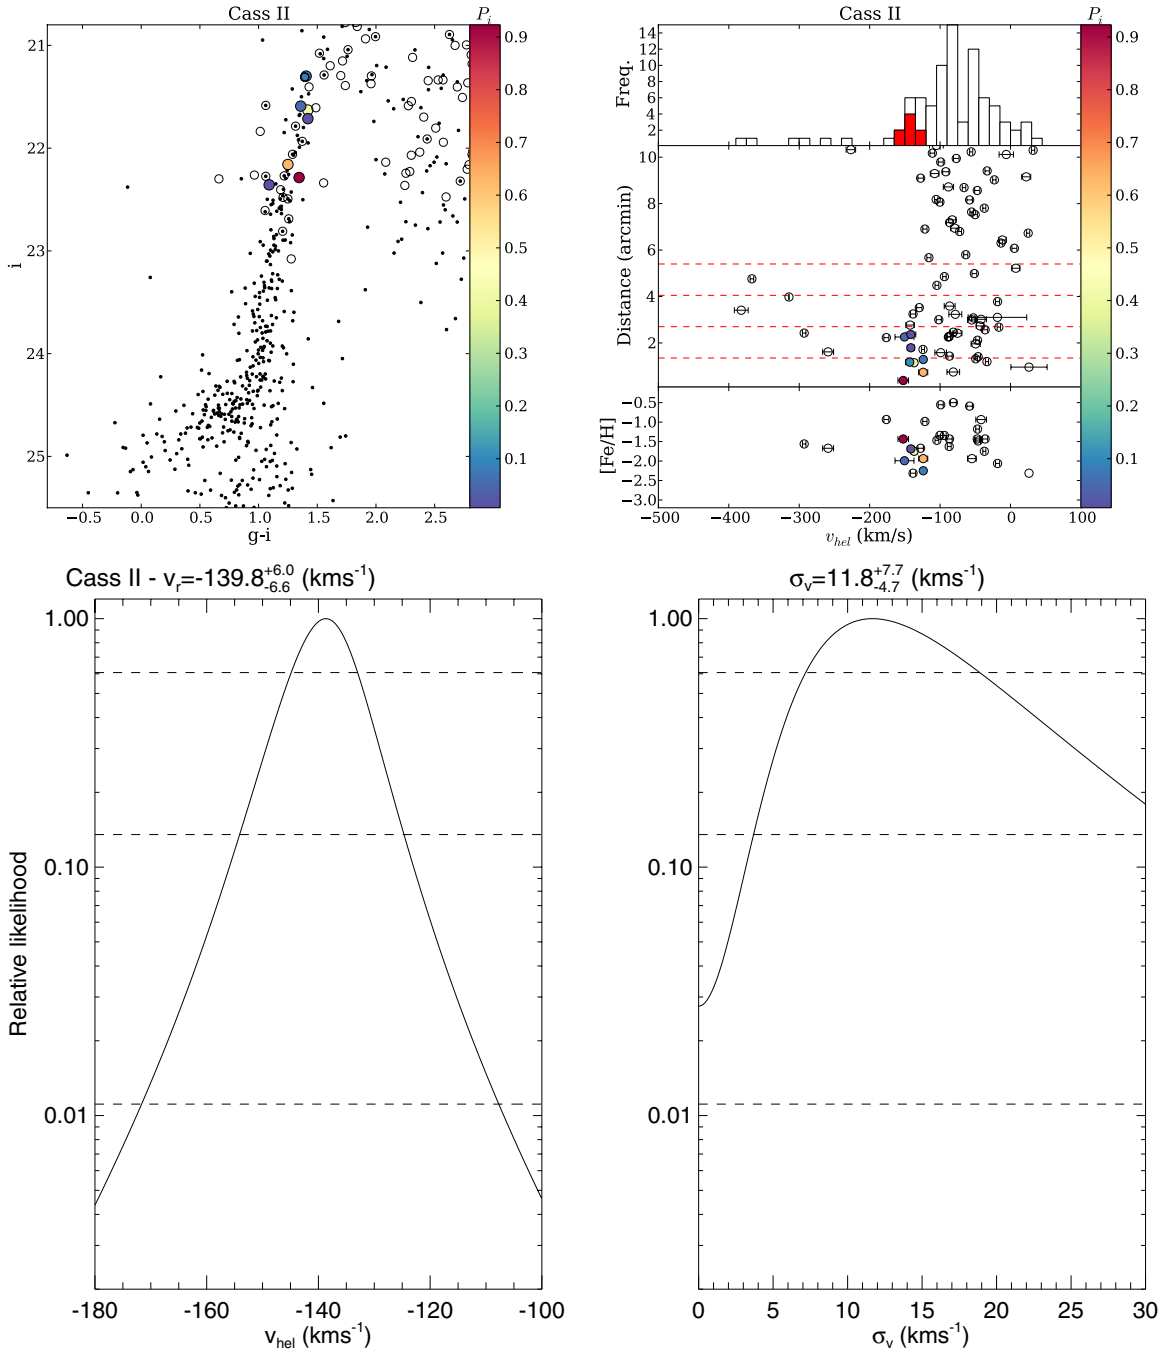 Cass II
P_i
21
22
23
24
25
i
−0.5 0.0 0.5 1.0 1.5 2.0 2.5
g-i
0.9
0.8
0.7
0.6
0.5
0.4
0.3
0.2
0.1
Cass II
P_i
14
12
10
8
6
4
2
Freq.
10
8
6
4
2
Distance (arcmin)
−0.5
−1.0
−1.5
−2.0
−2.5
−3.0
[Fe/H]
−500 −400 −300 −200 −100 0 100
v_hel (km/s)
0.9
0.8
0.7
0.6
0.5
0.4
0.3
0.2
0.1
Cass II - v_r=-139.8^{+6.0}_{-6.6} (kms^{-1})
1.00
0.10
0.01
Relative likelihood
-180 -160 -140 -120 -100
v_hel (kms^{-1})
σ_v=11.8^{+7.7}_{-4.7} (kms^{-1})
1.00
0.10
0.01
0 5 10 15 20 25 30
σ_v (kms^{-1})